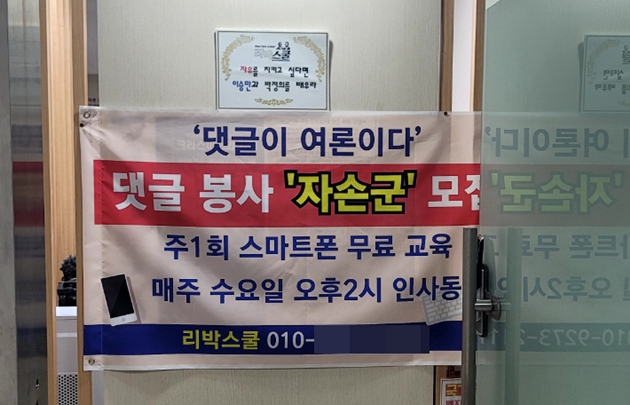 스쿨
자유를 지키고 싶다면
이승만과 박정희를 배우라
'댓글이 여론이다'
댓글 봉사 '자손군' 모집
주1회 스마트폰 무료 교육
매주 수요일 오후2시 인사동
리박스쿨 010-